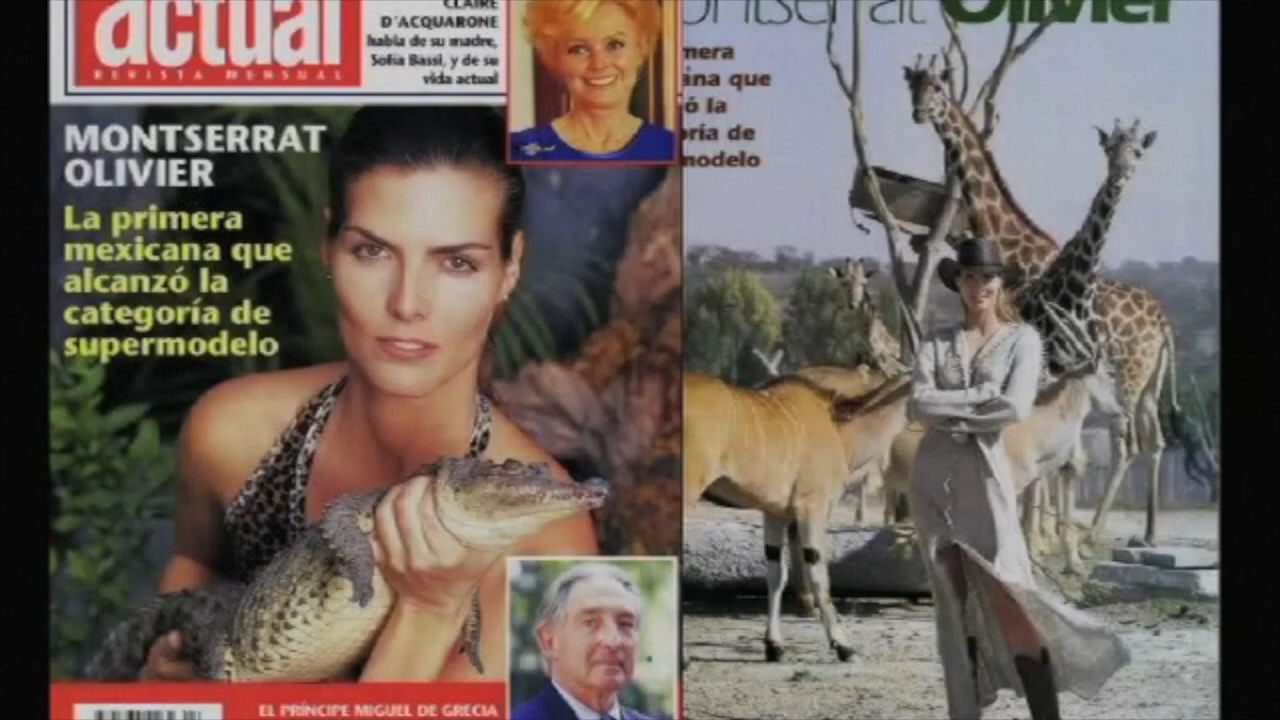 actual
REVISTA MENSUAL
CLAIRE
D'ACQUARONE
habla de su madre,
Sofía Bassi, y de su
vida actual
MONTSERRAT
OLIVIER
La primera
mexicana que
alcanzó la
categoría de
supermodelo
EL PRÍNCIPE MIGUEL DE GRECIA
ontserrat Olivier
mera
ana que
ó la
oría de
modelo